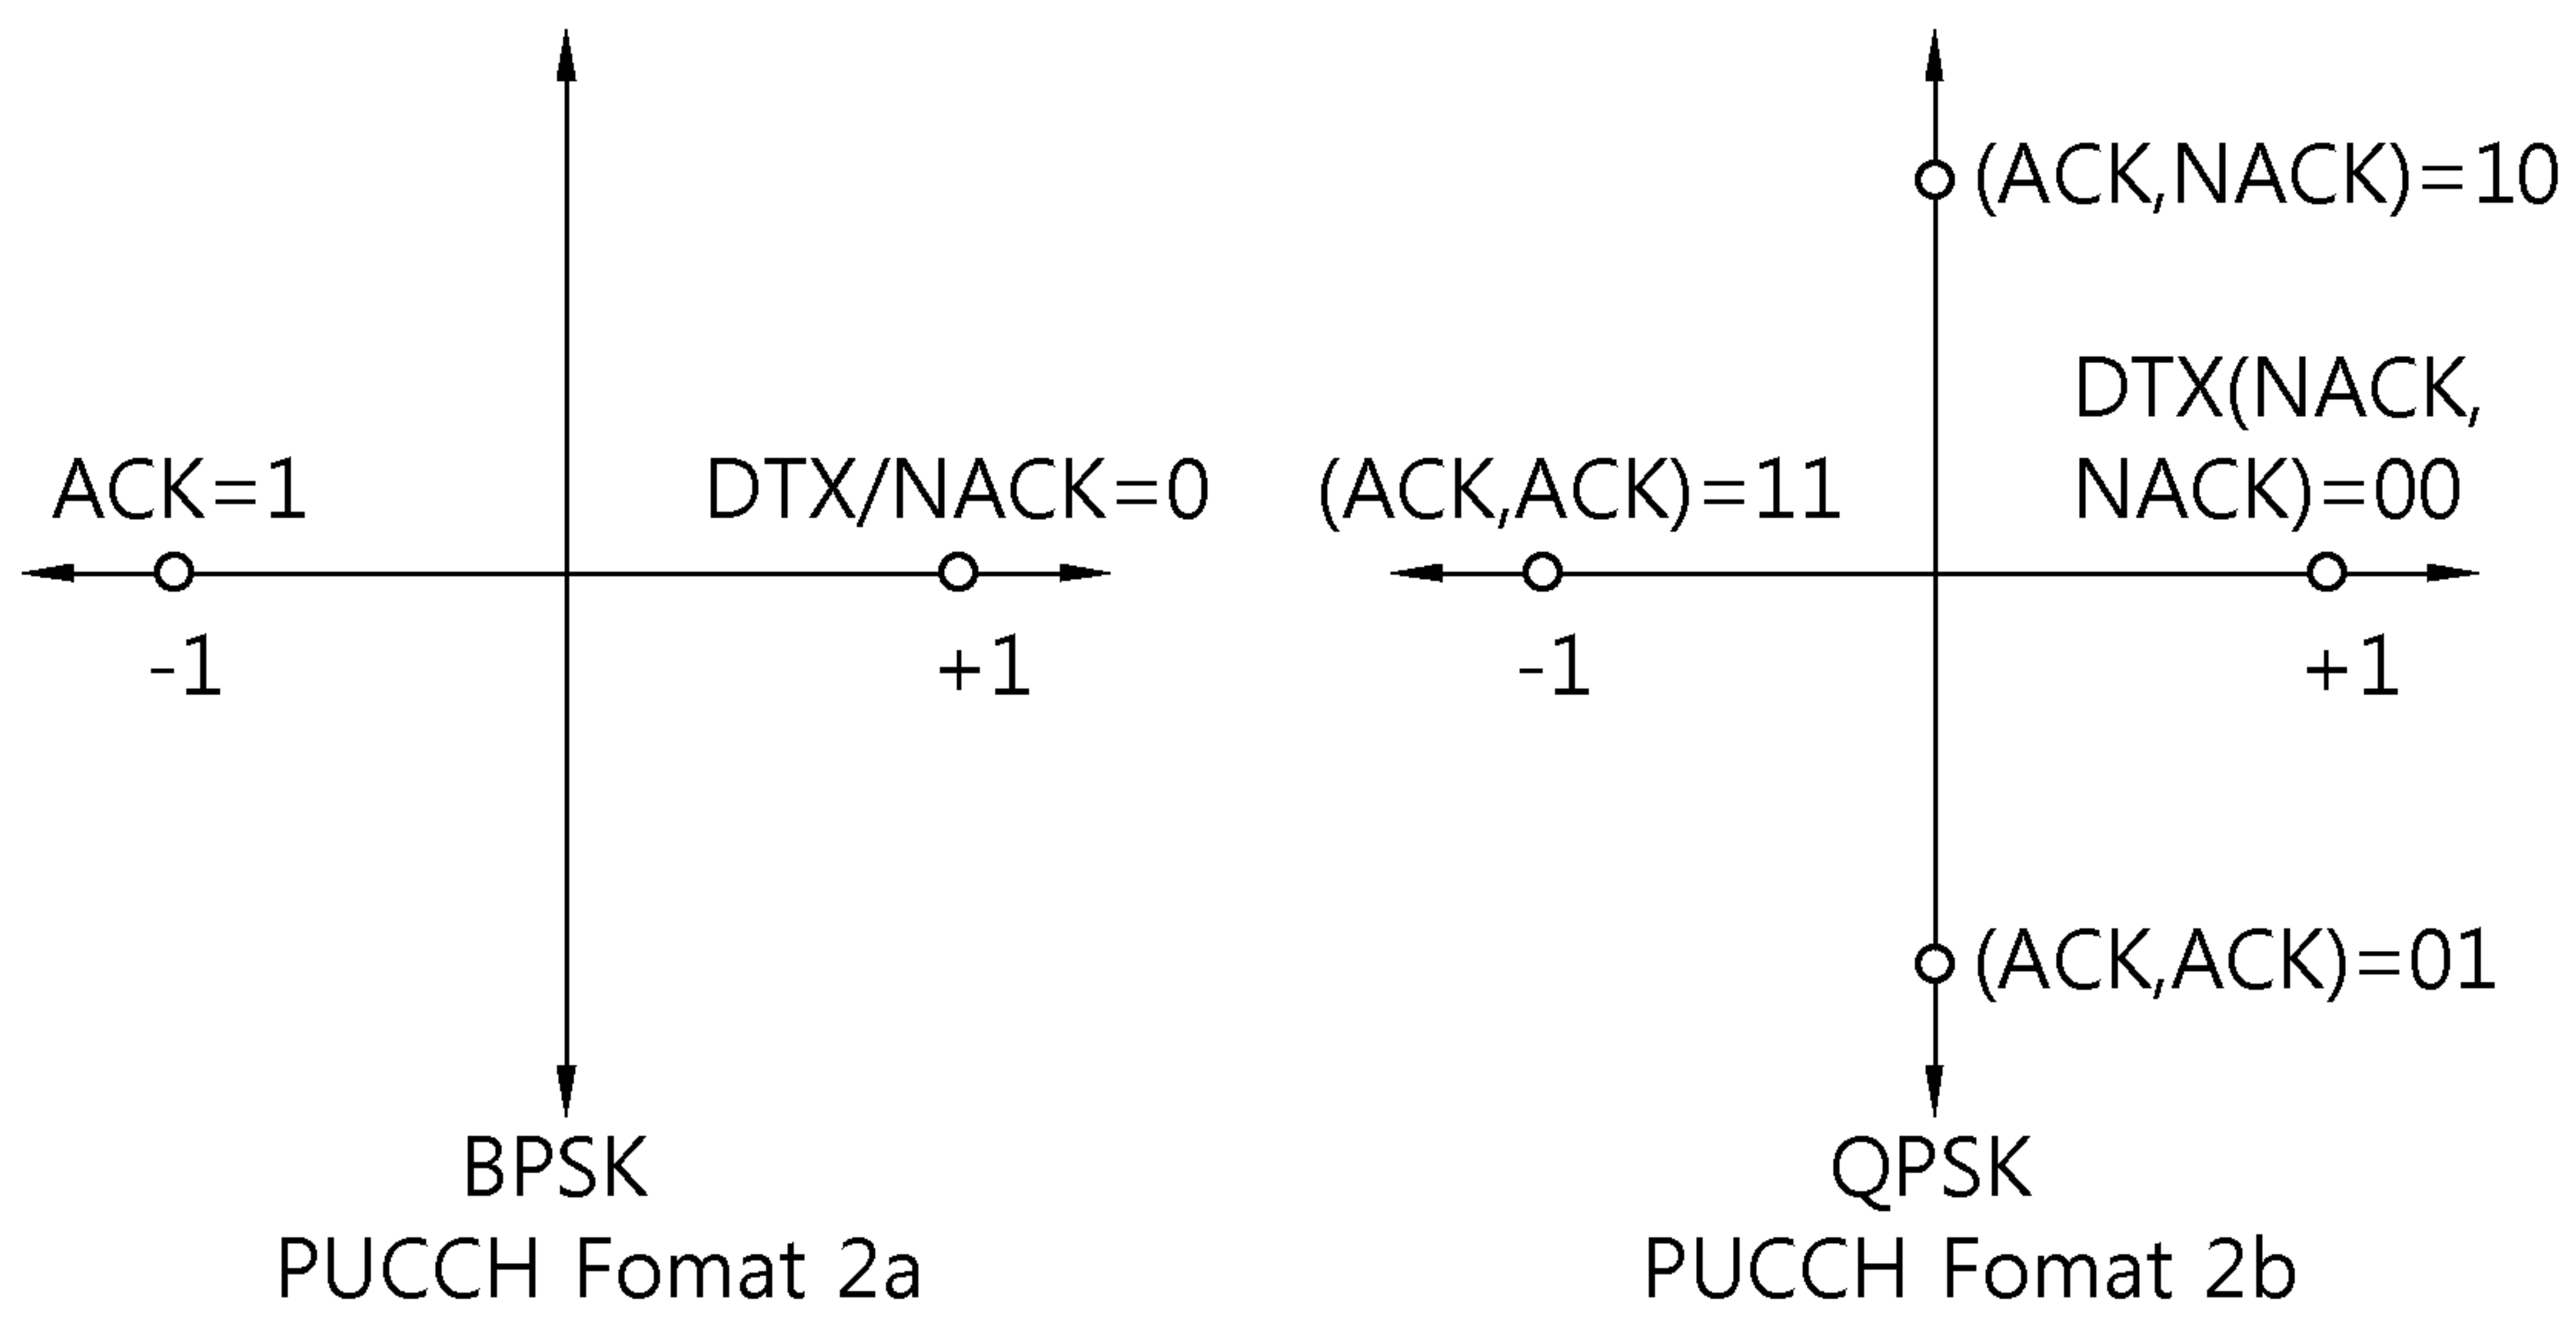 ACK=1
DTX/NACK=0
-1
+1
BPSK
PUCCH Fomat 2a
(ACK,NACK)=10
DTX(NACK,
NACK)=00
(ACK,ACK)=11
-1
+1
(ACK,ACK)=01
QPSK
PUCCH Fomat 2b